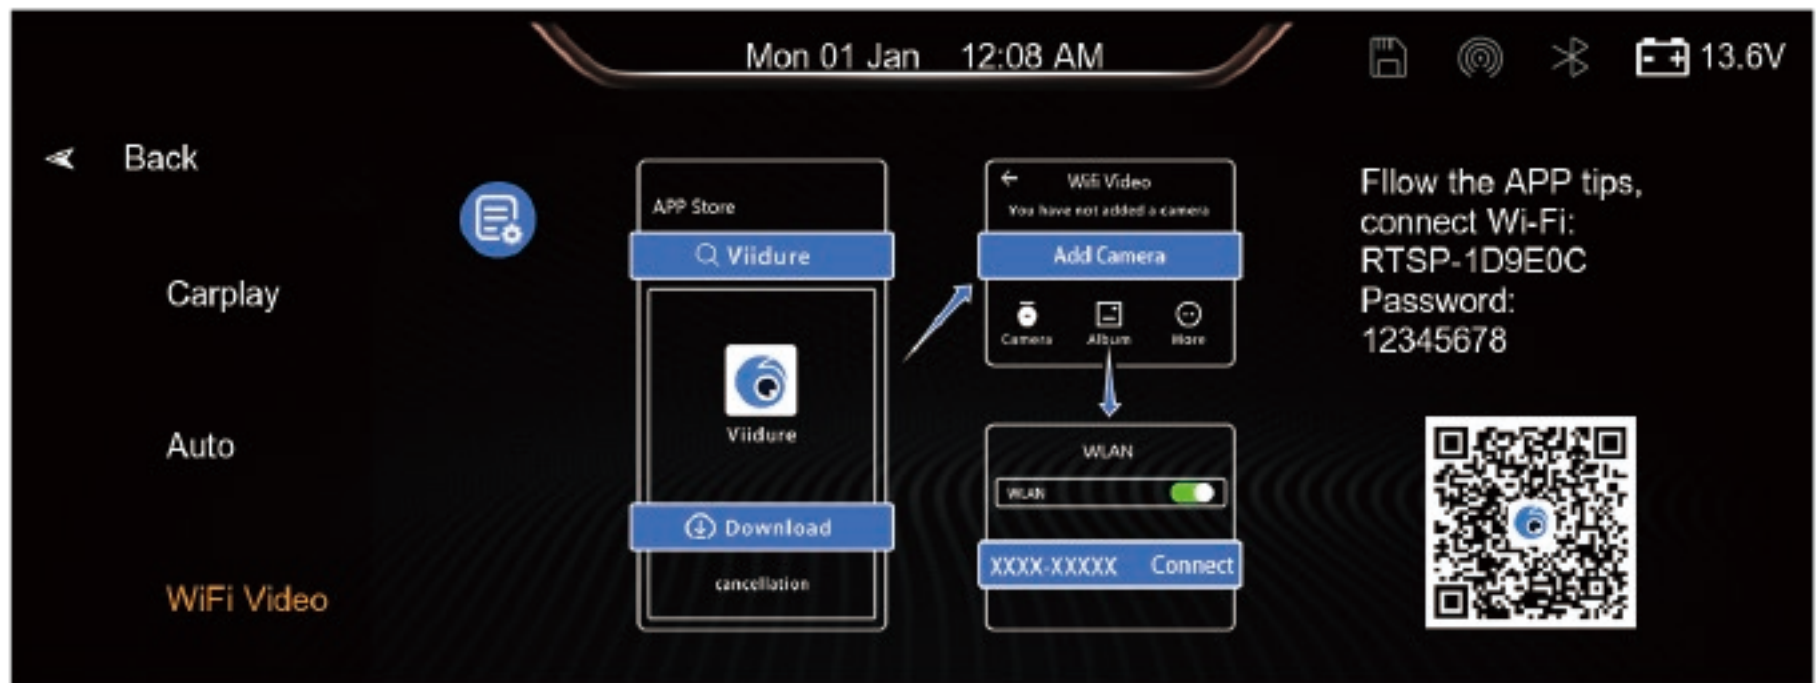 Mon 01 Jan 12:08 AM
13.6V
Back
Carplay
Auto
WiFi Video
APP Store
Viidure
Viidure
Download
cancellation
Wifi Video
You have not added a camera
Add Camera
Camera Album More
WLAN
WLAN
XXXX-XXXXX Connect
Fllow the APP tips,
connect Wi-Fi:
RTSP-1D9E0C
Password:
12345678